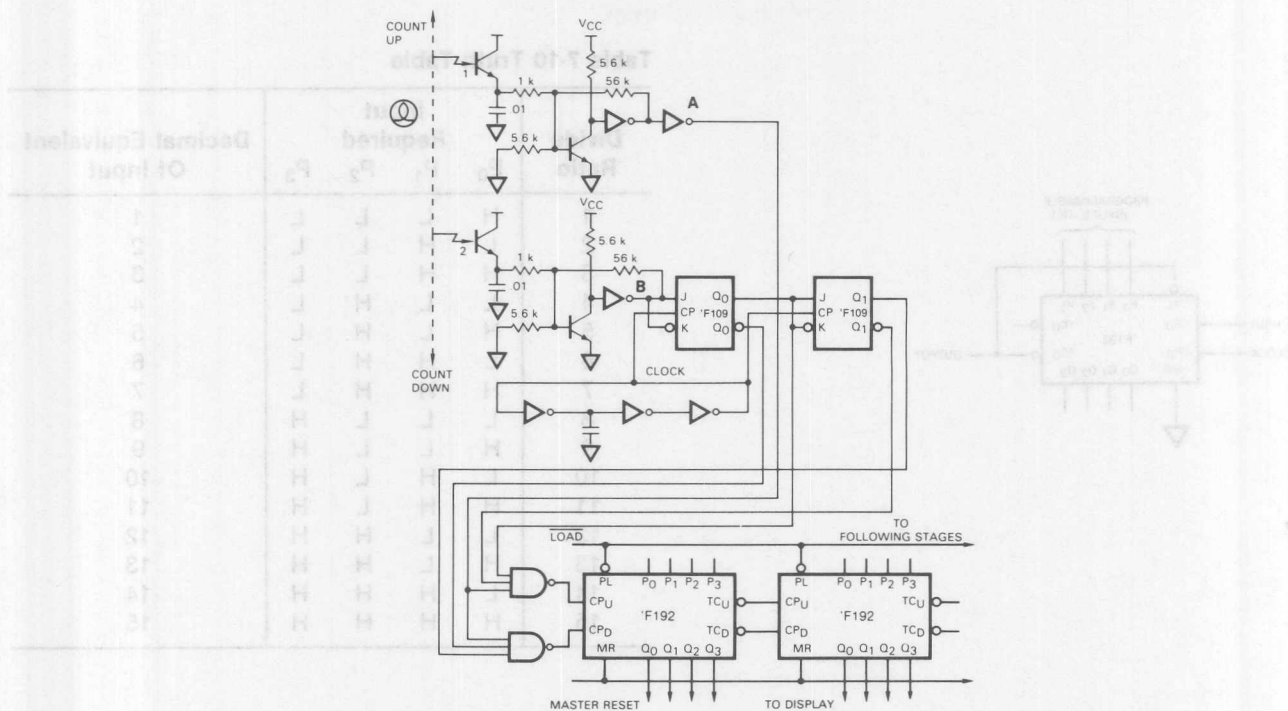 COUNT UP
VCC
5.6 k
1
1 k
56 k
A
01
5.6 k
VCC
5.6 k
2
1 k
56 k
B
01
5.6 k
J Q0
CP 'F109
K Q0
J Q1
CP 'F109
K Q1
COUNT DOWN
CLOCK
LOAD
TO FOLLOWING STAGES
PL P0 P1 P2 P3
CPU TCU
'F192
CPD TCD
MR Q0 Q1 Q2 Q3
PL P0 P1 P2 P3
CPU TCU
'F192
CPD TCD
MR Q0 Q1 Q2 Q3
MASTER RESET
TO DISPLAY